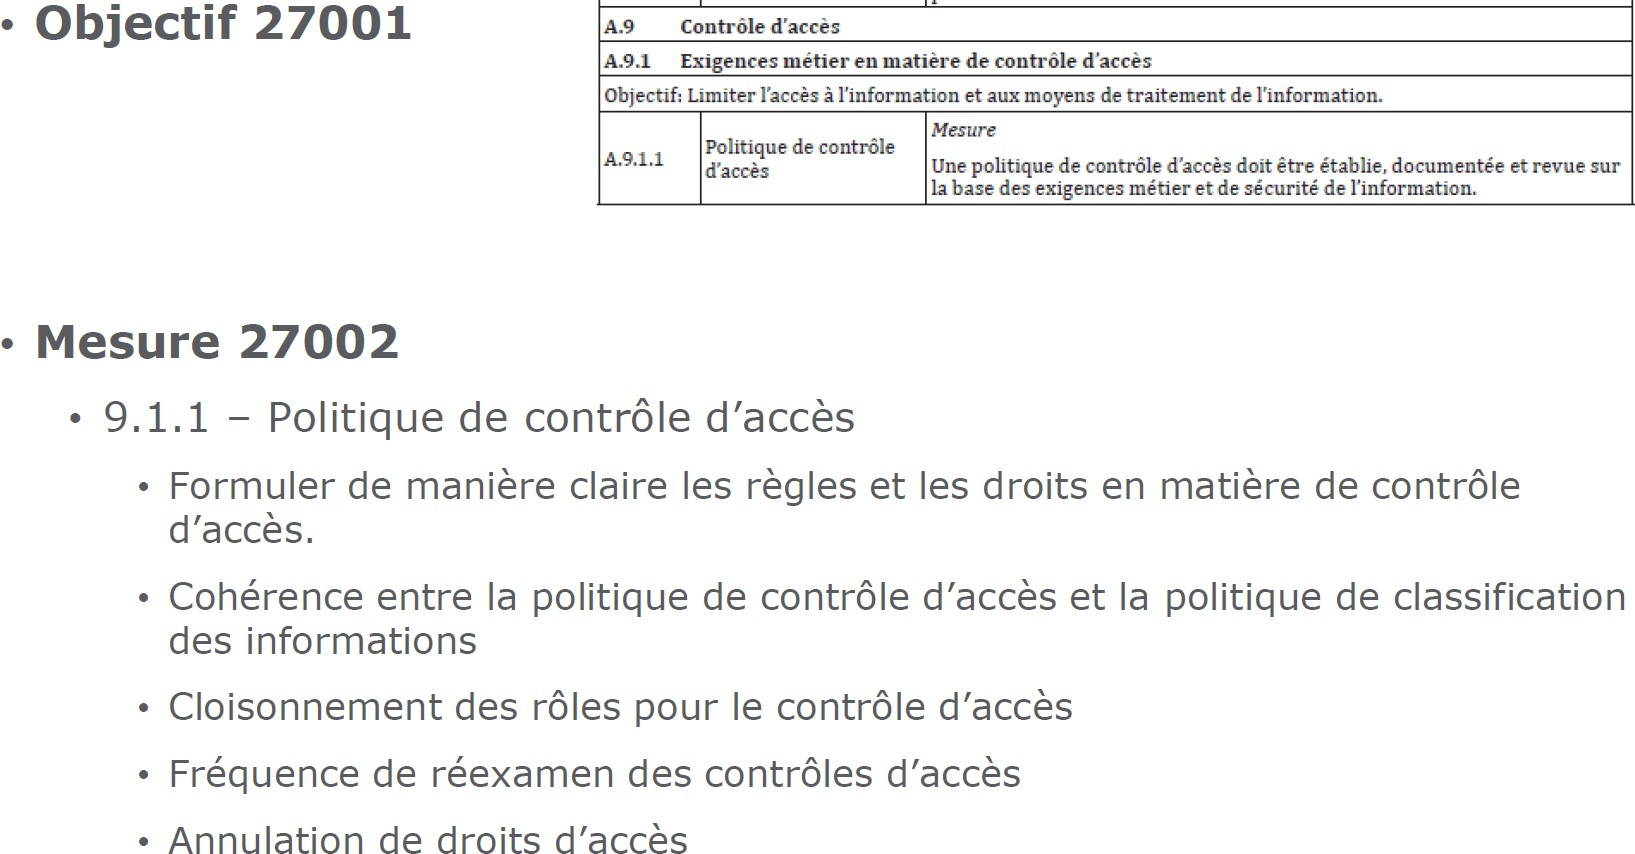 • Objectif 27001
A.9 Contrôle d'accès
A.9.1 Exigences métier en matière de contrôle d'accès
Objectif: Limiter l'accès à l'information et aux moyens de traitement de l'information.
A.9.1.1
Politique de contrôle
d'accès
Mesure
Une politique de contrôle d'accès doit être établie, documentée et revue sur
la base des exigences métier et de sécurité de l'information.
• Mesure 27002
• 9.1.1 – Politique de contrôle d’accès
• Formuler de manière claire les règles et les droits en matière de contrôle
d’accès.
• Cohérence entre la politique de contrôle d’accès et la politique de classification
des informations
• Cloisonnement des rôles pour le contrôle d’accès
• Fréquence de réexamen des contrôles d’accès
• Annulation de droits d’accès